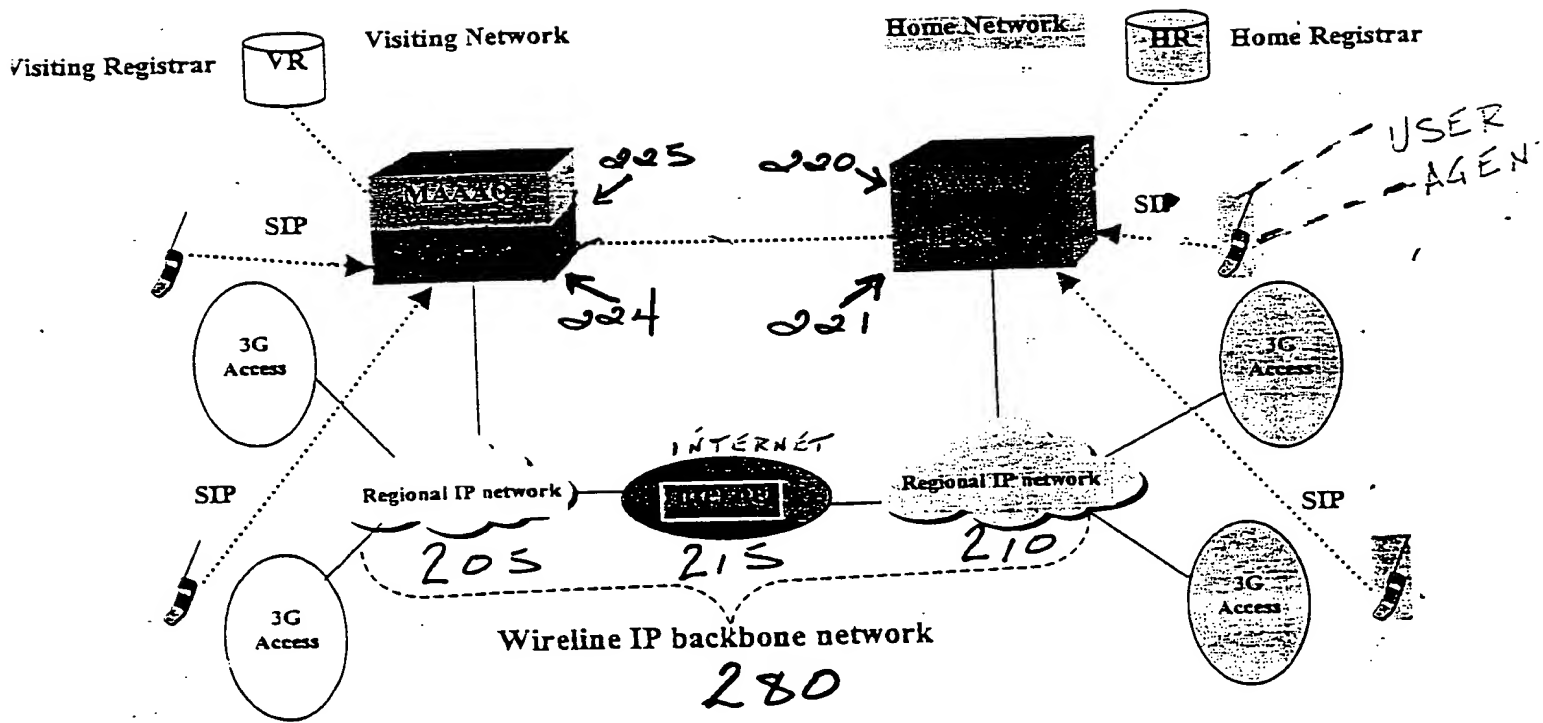 Visiting Registrar
VR
Visiting Network
Home Network
HR
Home Registrar
USER
AGEN
225
220
MAAAQ
SIP
SIP
224
221
3G
Access
3G
Access
INTERNET
Regional IP network
Regional IP network
SIP
SIP
205
215
210
3G
Access
3G
Access
Wireline IP backbone network
280